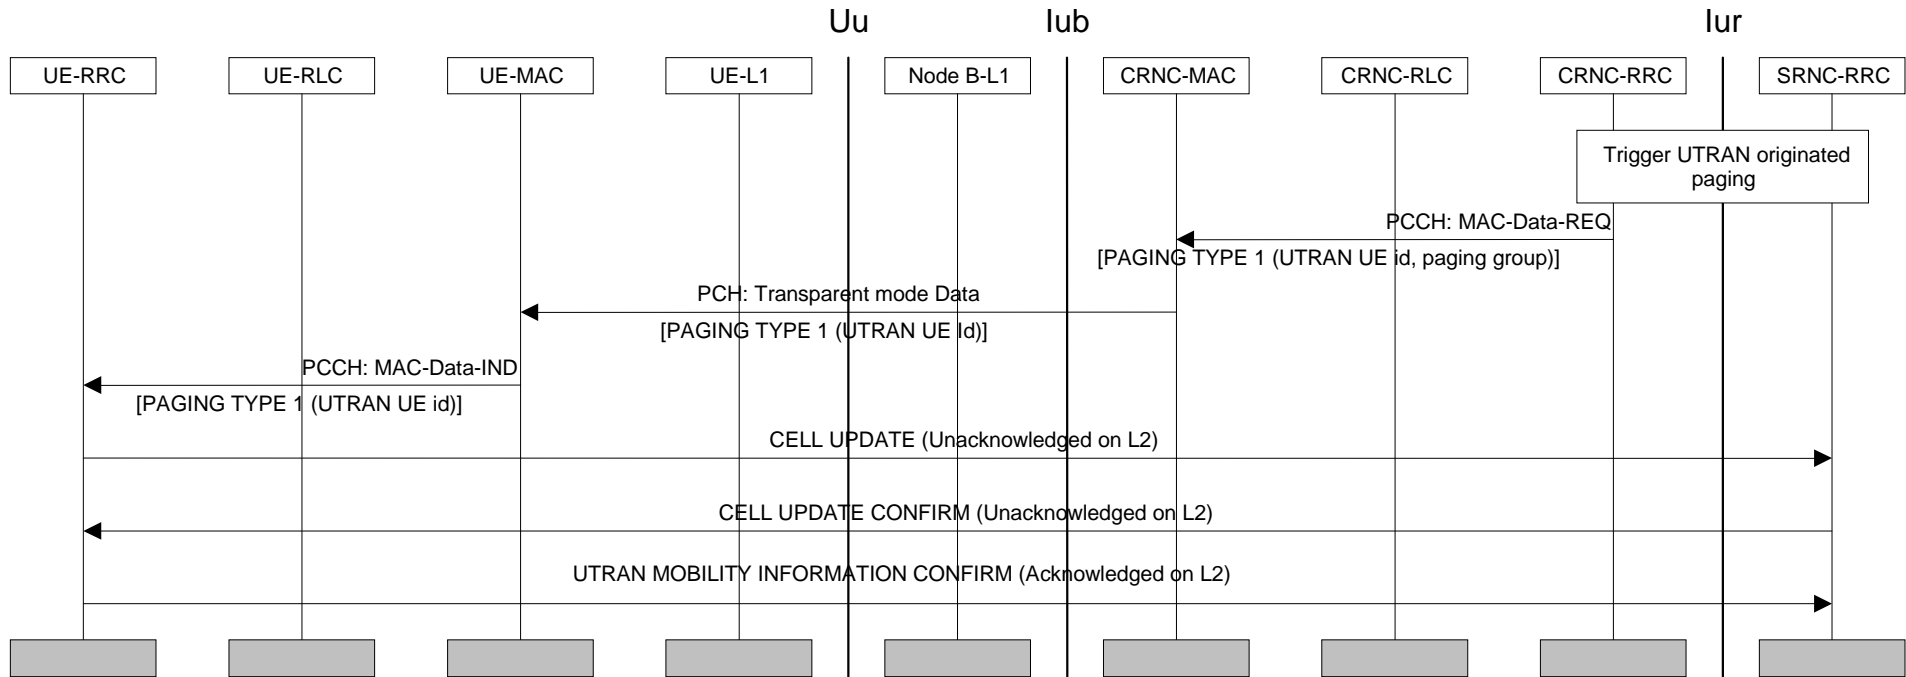 Uu
Iub
Iur
UE-RRC
UE-RLC
UE-MAC
UE-L1
Node B-L1
CRNC-MAC
CRNC-RLC
CRNC-RRC
SRNC-RRC
Trigger UTRAN originated
paging
PCCH: MAC-Data-REQ
[PAGING TYPE 1 (UTRAN UE id, paging group)]
PCH: Transparent mode Data
[PAGING TYPE 1 (UTRAN UE Id)]
PCCH: MAC-Data-IND
[PAGING TYPE 1 (UTRAN UE id)]
CELL UPDATE (Unacknowledged on L2)
CELL UPDATE CONFIRM (Unacknowledged on L2)
UTRAN MOBILITY INFORMATION CONFIRM (Acknowledged on L2)